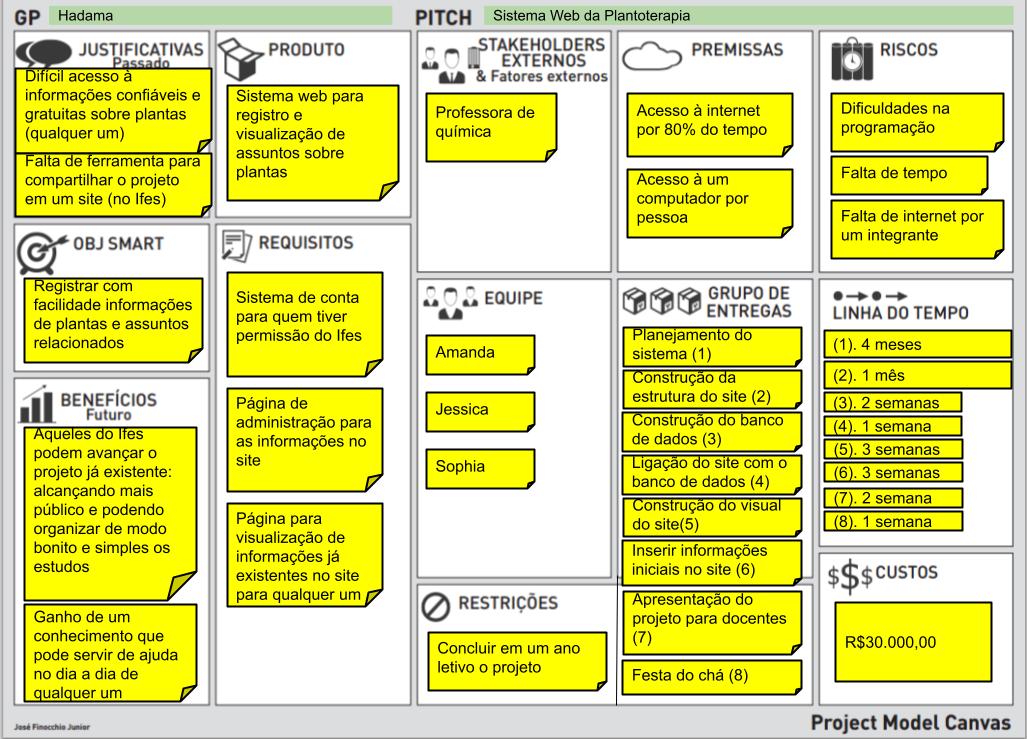 GP
Hadama
PITCH
Sistema Web da Plantoterapia
JUSTIFICATIVAS
Passado
Difícil acesso à
informações confiáveis e
gratuitas sobre plantas
(qualquer um)
Falta de ferramenta para
compartilhar o projeto
em um site (no Ifes)
OBJ SMART
Registrar com
facilidade informações
de plantas e assuntos
relacionados
BENEFÍCIOS
Futuro
Aqueles do Ifes
podem avançar o
projeto já existente:
alcançando mais
público e podendo
organizar de modo
bonito e simples os
estudos
Ganho de um
conhecimento que
pode servir de ajuda
no dia a dia de
qualquer um
PRODUTO
Sistema web para
registro e
visualização de
assuntos sobre
plantas
REQUISITOS
Sistema de conta
para quem tiver
permissão do Ifes
Página de
administração para
as informações no
site
Página para
visualização de
informações já
existentes no site
para qualquer um
STAKEHOLDERS
EXTERNOS
& Fatores externos
Professora de
química
EQUIPE
Amanda
Jessica
Sophia
RESTRIÇÕES
Concluir em um ano
letivo o projeto
PREMISSAS
Acesso à internet
por 80% do tempo
Acesso à um
computador por
pessoa
GRUPO DE
ENTREGAS
Planejamento do
sistema (1)
Construção da
estrutura do site (2)
Construção do banco
de dados (3)
Ligação do site com o
banco de dados (4)
Construção do visual
do site(5)
Inserir informações
iniciais no site (6)
Apresentação do
projeto para docentes
(7)
Festa do chá (8)
RISCOS
Dificuldades na
programação
Falta de tempo
Falta de internet por
um integrante
LINHA DO TEMPO
(1). 4 meses
(2). 1 mês
(3). 2 semanas
(4). 1 semana
(5). 3 semanas
(6). 3 semanas
(7). 2 semana
(8). 1 semana
$$$ CUSTOS
R$30.000,00
José Finocchio Junior
Project Model Canvas